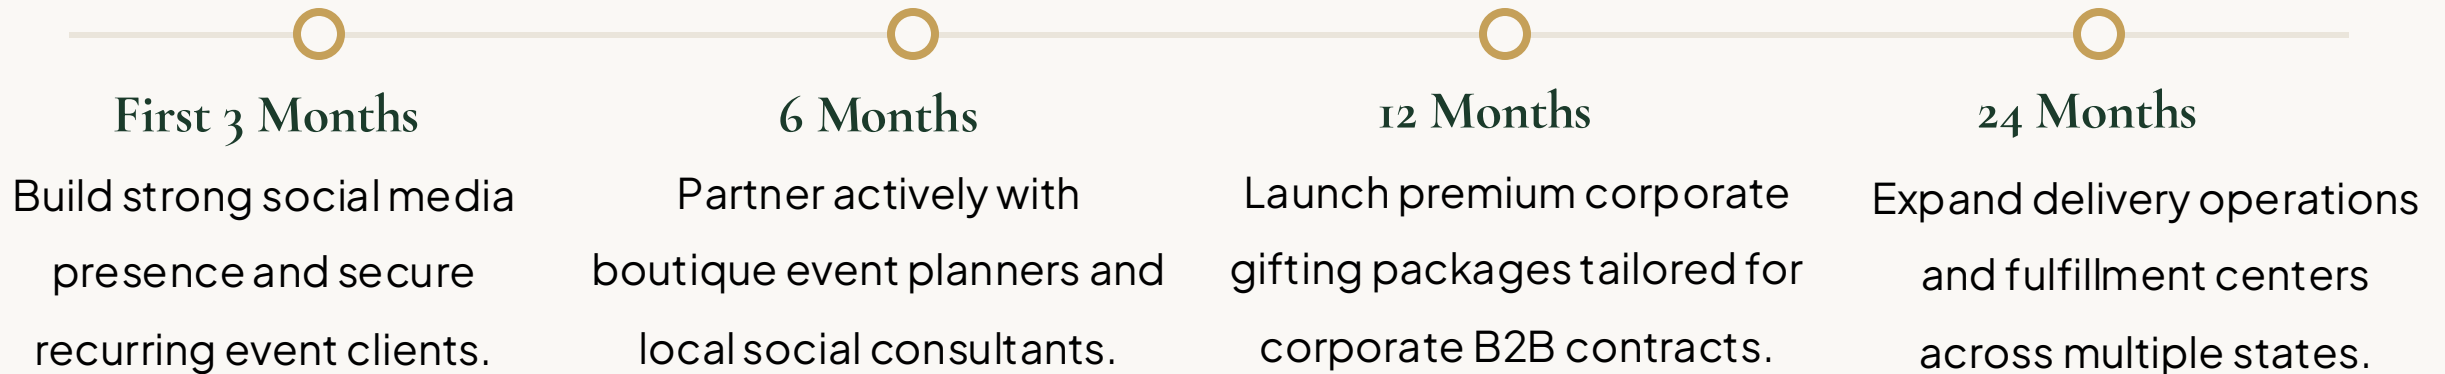 First 3 Months
Build strong social media
presence and secure
recurring event clients.
6 Months
Partner actively with
boutique event planners and
local social consultants.
12 Months
Launch premium corporate
gifting packages tailored for
corporate B2B contracts.
24 Months
Expand delivery operations
and fulfillment centers
across multiple states.